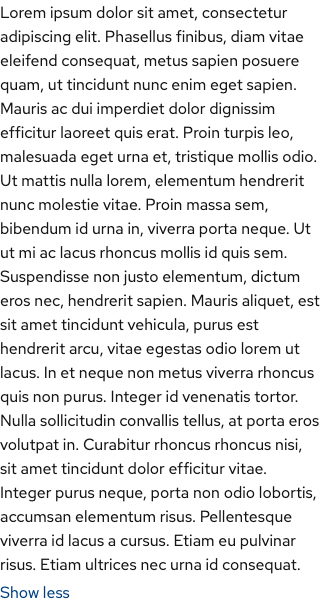 Lorem ipsum dolor sit amet, consectetur
adipiscing elit. Phasellus finibus, diam vitae
eleifend consequat, metus sapien posuere
quam, ut tincidunt nunc enim eget sapien.
Mauris ac dui imperdiet dolor dignissim
efficitur laoreet quis erat. Proin turpis leo,
malesuada eget urna et, tristique mollis odio.
Ut mattis nulla lorem, elementum hendrerit
nunc molestie vitae. Proin massa sem,
bibendum id urna in, viverra porta neque. Ut
ut mi ac lacus rhoncus mollis id quis sem.
Suspendisse non justo elementum, dictum
eros nec, hendrerit sapien. Mauris aliquet, est
sit amet tincidunt vehicula, purus est
hendrerit arcu, vitae egestas odio lorem ut
lacus. In et neque non metus viverra rhoncus
quis non purus. Integer id venenatis tortor.
Nulla sollicitudin convallis tellus, at porta eros
volutpat in. Curabitur rhoncus rhoncus nisi,
sit amet tincidunt dolor efficitur vitae.
Integer purus neque, porta non odio lobortis,
accumsan elementum risus. Pellentesque
viverra id lacus a cursus. Etiam eu pulvinar
risus. Etiam ultrices nec urna id consequat.
Show less